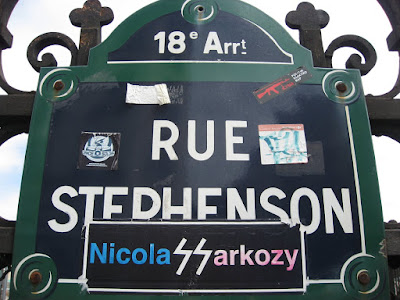 18e Arrt
RUE
STEPHENSON
NicolaSSarkozy